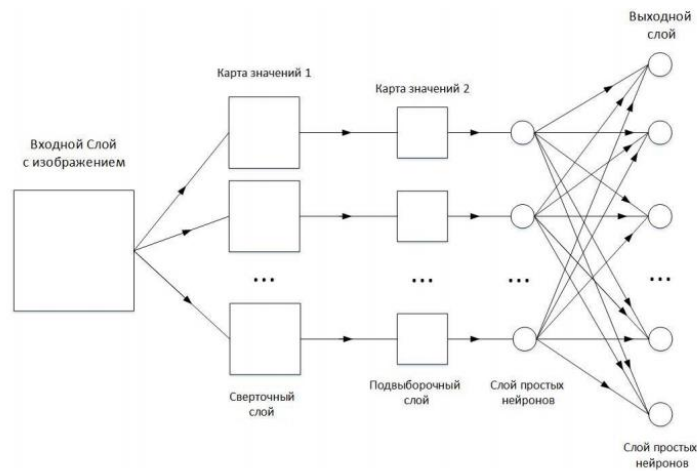 Выходной
слой
Карта значений 1
Карта значений 2
Входной Слой
с изображением
...
...
...
...
Сверточный
слой
Подвыборочный
слой
Слой простых
нейронов
Слой простых
нейронов